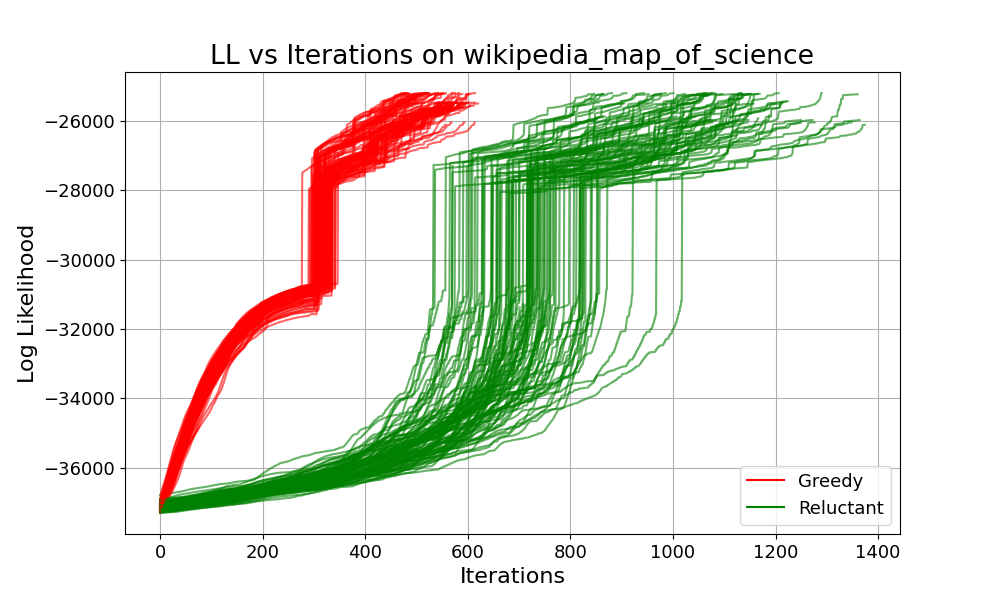 LL vs Iterations on wikipedia_map_of_science
Log Likelihood
−26000
−28000
−30000
−32000
−34000
−36000
0 200 400 600 800 1000 1200 1400
Iterations
Greedy
Reluctant